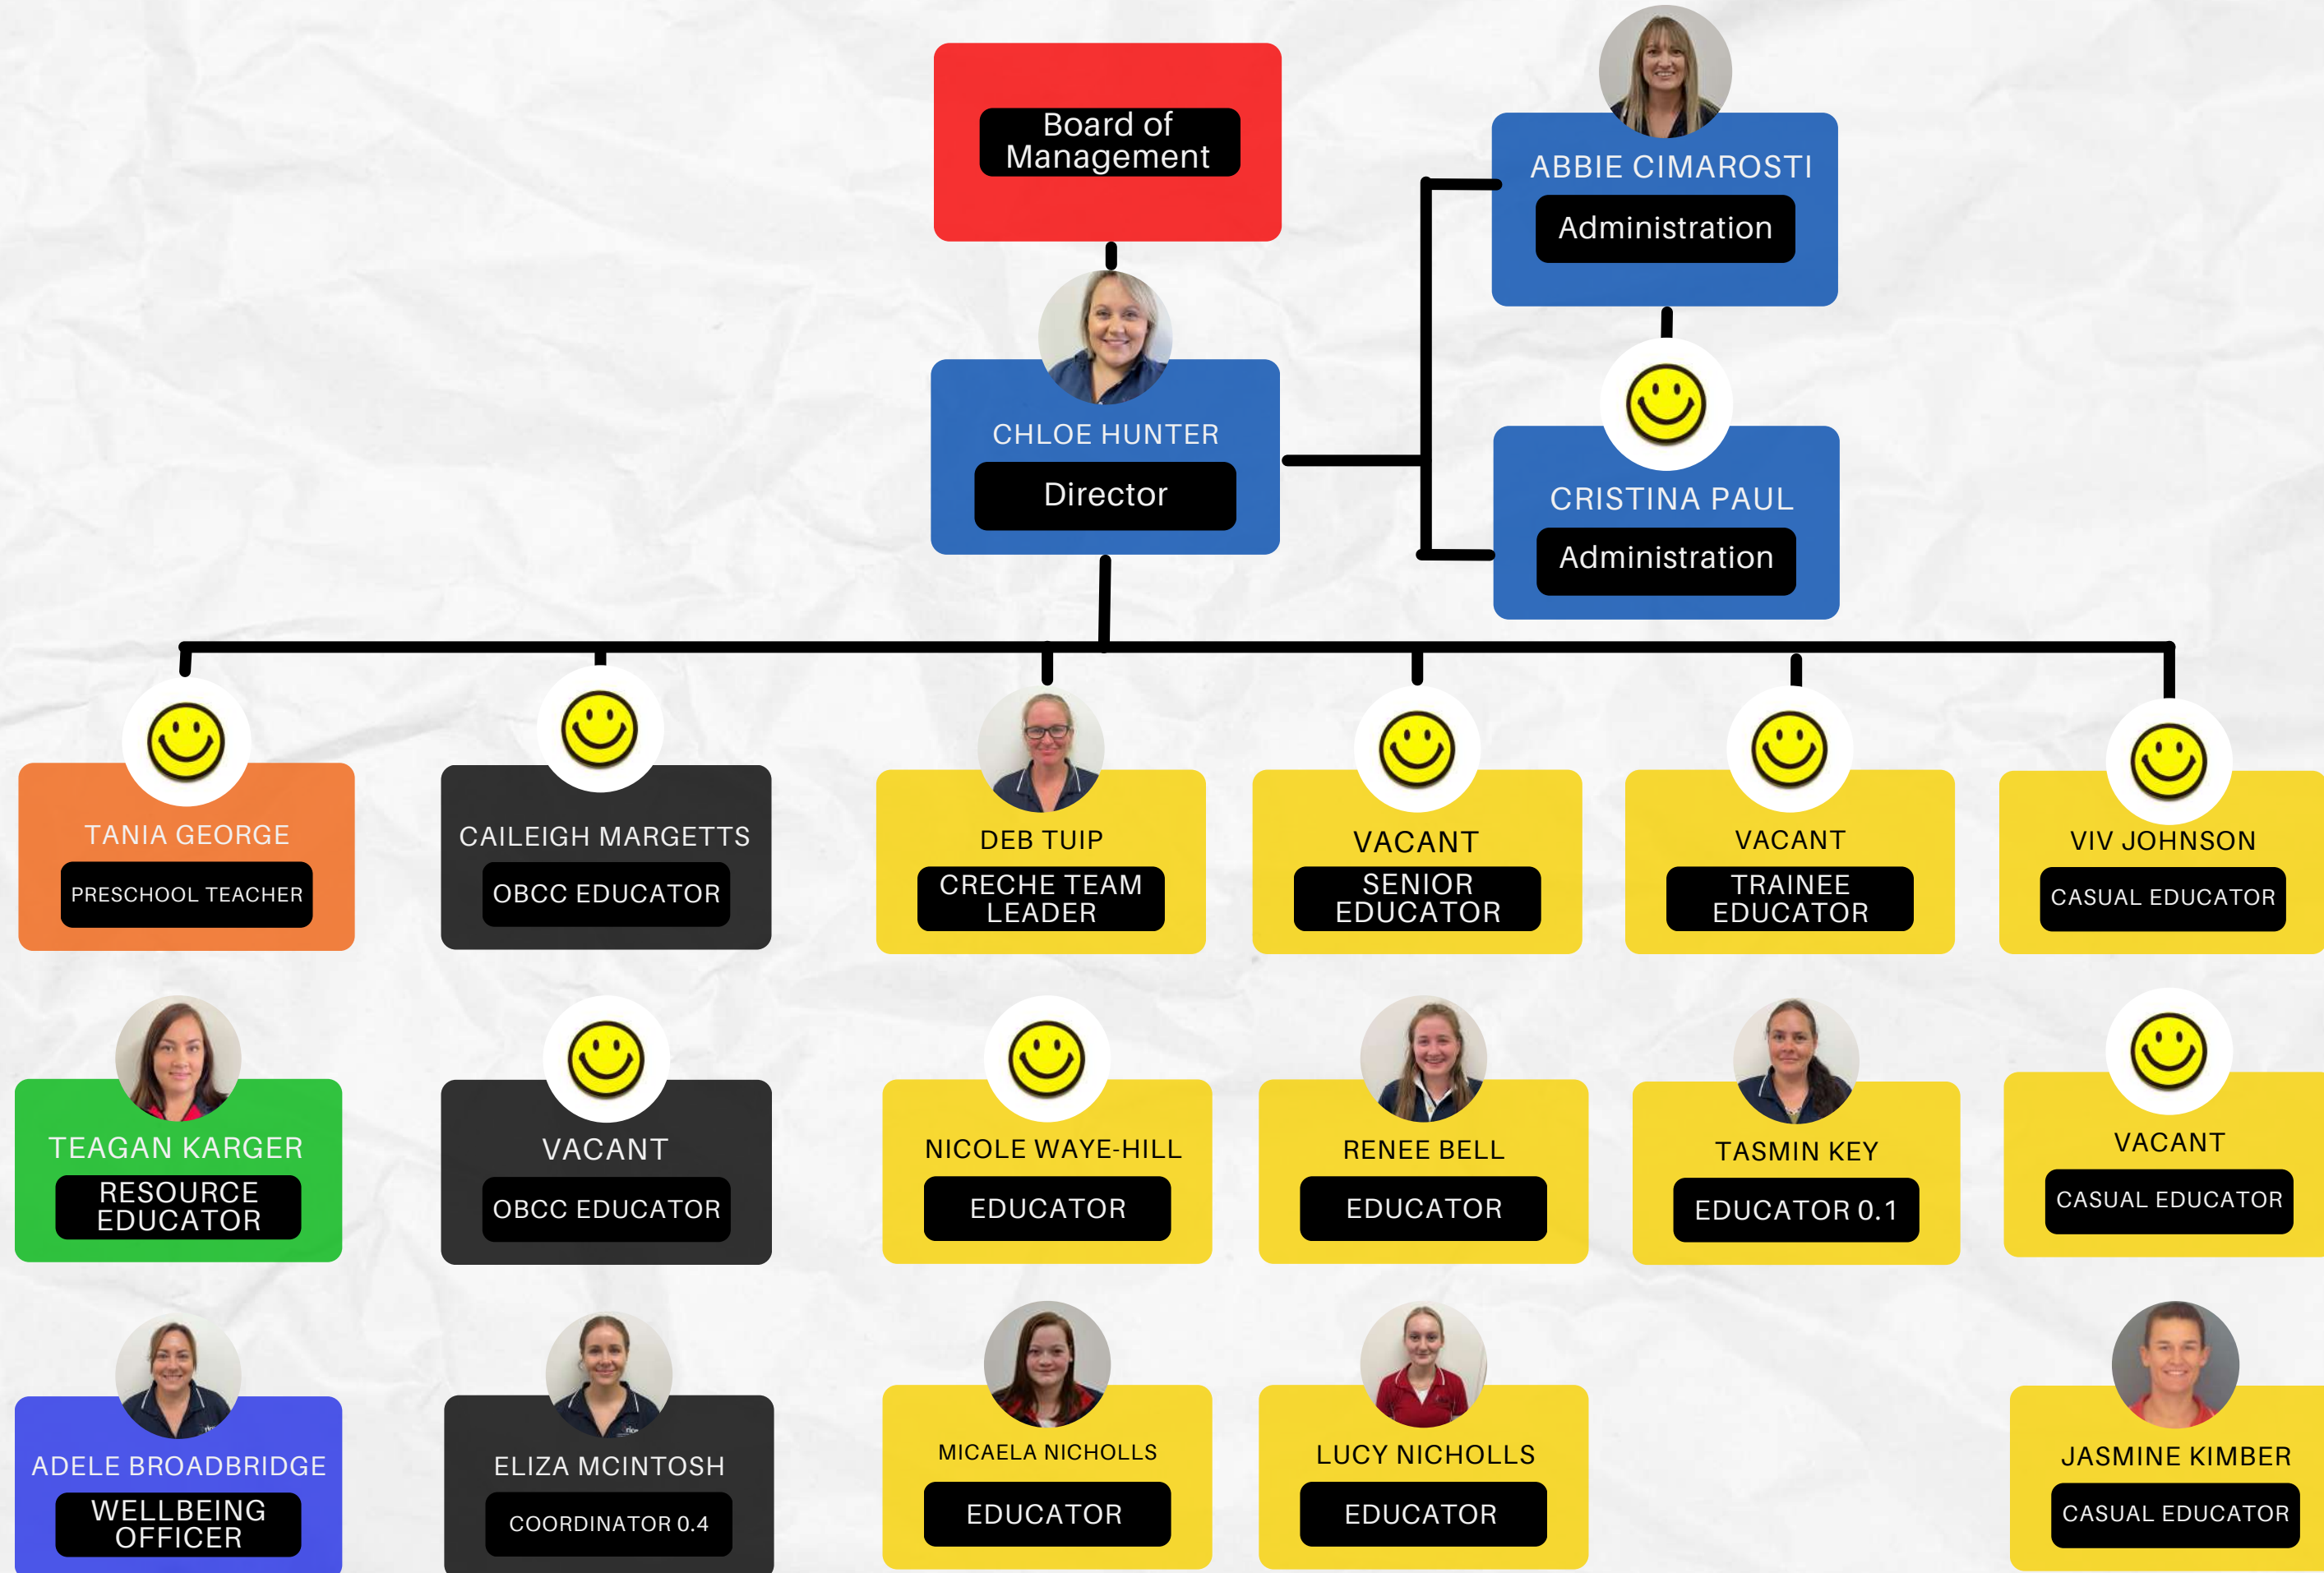 Board of
Management
ABBIE CIMAROSTI
Administration
CHLOE HUNTER
Director
CRISTINA PAUL
Administration
TANIA GEORGE
PRESCHOOL TEACHER
CAILEIGH MARGETTS
OBCC EDUCATOR
DEB TUIP
CRECHE TEAM
LEADER
VACANT
SENIOR
EDUCATOR
VACANT
TRAINEE
EDUCATOR
VIV JOHNSON
CASUAL EDUCATOR
TEAGAN KARGER
RESOURCE
EDUCATOR
VACANT
OBCC EDUCATOR
NICOLE WAYE-HILL
EDUCATOR
RENEE BELL
EDUCATOR
TASMIN KEY
EDUCATOR 0.1
VACANT
CASUAL EDUCATOR
ADELE BROADBRIDGE
WELLBEING
OFFICER
ELIZA MCINTOSH
COORDINATOR 0.4
MICAELA NICHOLLS
EDUCATOR
LUCY NICHOLLS
EDUCATOR
JASMINE KIMBER
CASUAL EDUCATOR